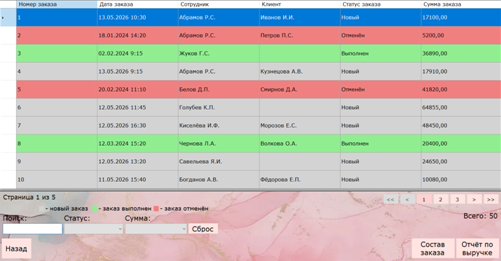 Номер заказа Дата заказа Сотрудник Клиент Статус заказа Сумма заказа
1 13.05.2026 10:30 Абрамов Р.С. Иванов И.И. Новый 17100,00
2 18.01.2024 14:20 Абрамов Р.С. Петров П.С. Отменён 5200,00
3 02.02.2024 9:15 Жуков Г.С. Выполнен 36890,00
4 13.05.2026 9:15 Абрамов Р.С. Кузнецова А.В. Новый 17910,00
5 20.02.2024 11:10 Белов Д.П. Смирнов Д.А. Отменён 41820,00
6 12.05.2026 11:45 Голубев К.П. Новый 64855,00
7 12.05.2026 16:30 Киселёва И.Ф. Морозов Е.С. Новый 48450,00
8 12.03.2024 15:20 Чернова Л.А. Волкова О.А. Выполнен 20400,00
9 12.05.2026 13:20 Савельева Я.И. Новый 24650,00
10 11.05.2026 15:40 Богданов А.В. Фёдорова Е.П. Новый 10080,00
Страница 1 из 5 << < 1 2 3 > >>
- новый заказ - заказ выполнен - заказ отменён Всего: 50
Поиск: Статус: Сумма:
Сброс
Назад Состав заказа Отчёт по выручке